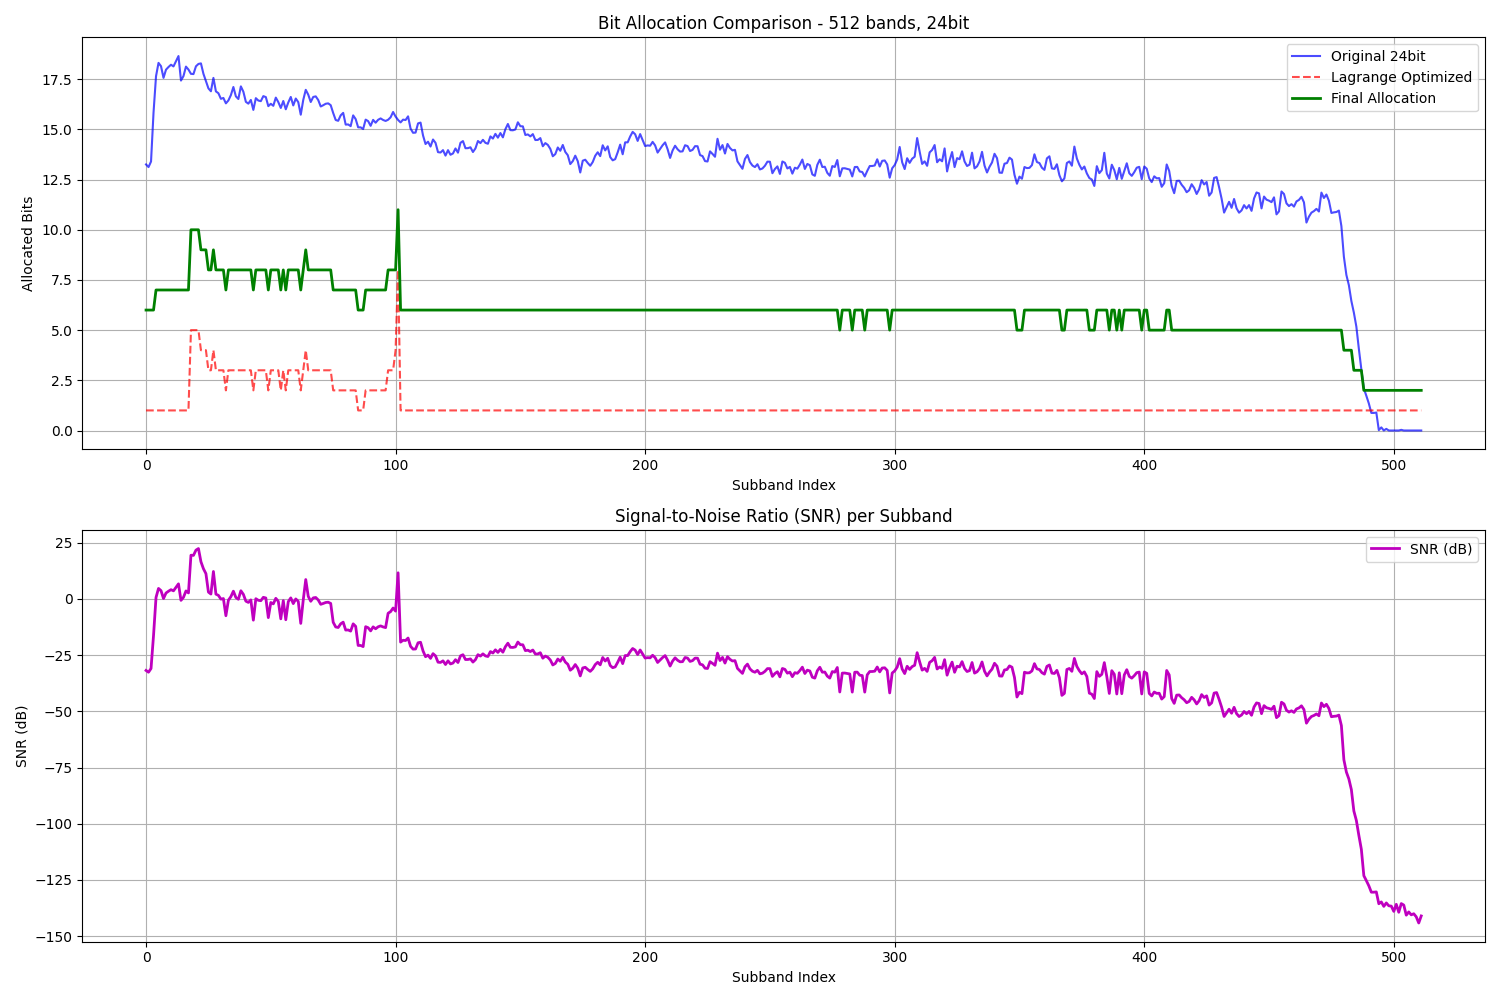 Bit Allocation Comparison - 512 bands, 24bit
Original 24bit
Lagrange Optimized
Final Allocation
Allocated Bits
17.5
15.0
12.5
10.0
7.5
5.0
2.5
0.0
0 100 200 300 400 500
Subband Index
Signal-to-Noise Ratio (SNR) per Subband
SNR (dB)
SNR (dB)
25
0
−25
−50
−75
−100
−125
−150
0 100 200 300 400 500
Subband Index